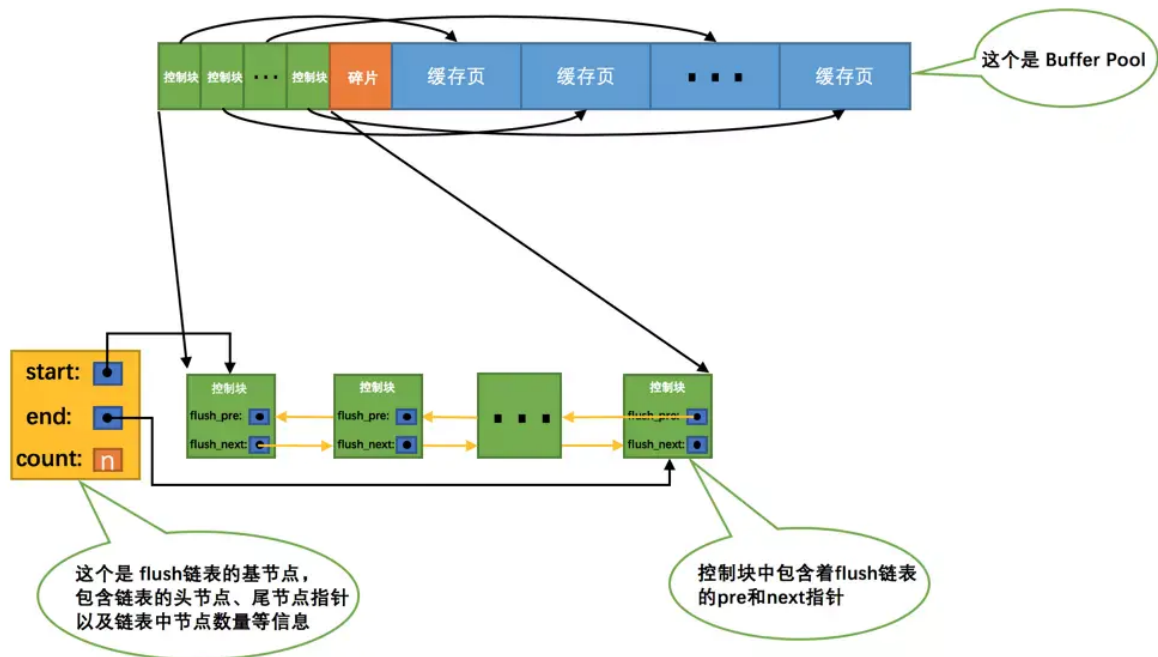 控制块 控制块 ··· 控制块 碎片 缓存页 缓存页 ··· 缓存页
这个是 Buffer Pool
start:
end:
count: n
控制块
flush_pre:
flush_next:
控制块
flush_pre:
flush_next:
···
控制块
flush_pre:
flush_next:
这个是 flush链表的基节点，
包含链表的头节点、尾节点指针
以及链表中节点数量等信息
控制块中包含着flush链表
的pre和next指针